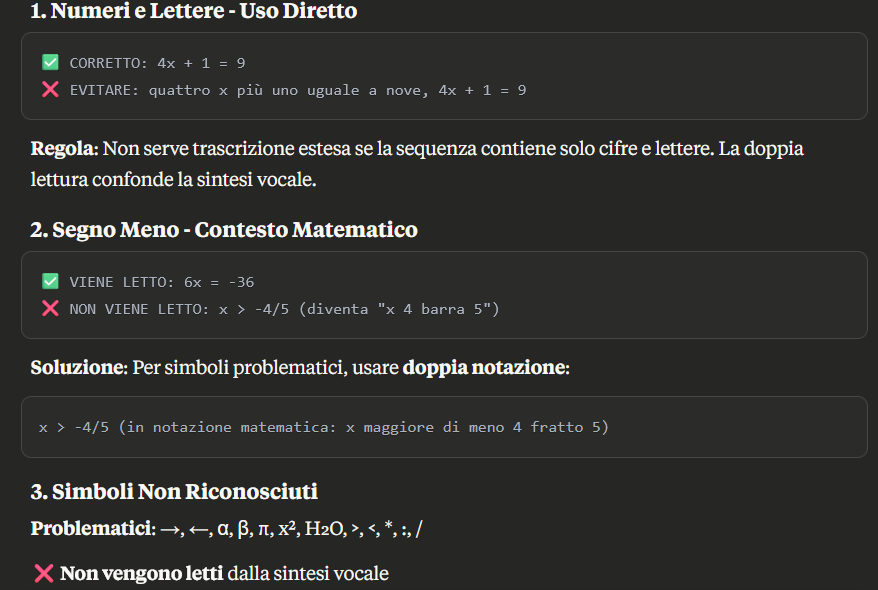 1. Numeri e Lettere - Uso Diretto
✅ CORRETTO: 4x + 1 = 9
❌ EVITARE: quattro x più uno uguale a nove, 4x + 1 = 9
Regola: Non serve trascrizione estesa se la sequenza contiene solo cifre e lettere. La doppia
lettura confonde la sintesi vocale.
2. Segno Meno - Contesto Matematico
✅ VIENE LETTO: 6x = -36
❌ NON VIENE LETTO: x > -4/5 (diventa "x 4 barra 5")
Soluzione: Per simboli problematici, usare doppia notazione:
x > -4/5 (in notazione matematica: x maggiore di meno 4 fratto 5)
3. Simboli Non Riconosciuti
Problematici: →, ←, α, β, π, x², H₂O, >, <, *, :, /
❌ Non vengono letti dalla sintesi vocale